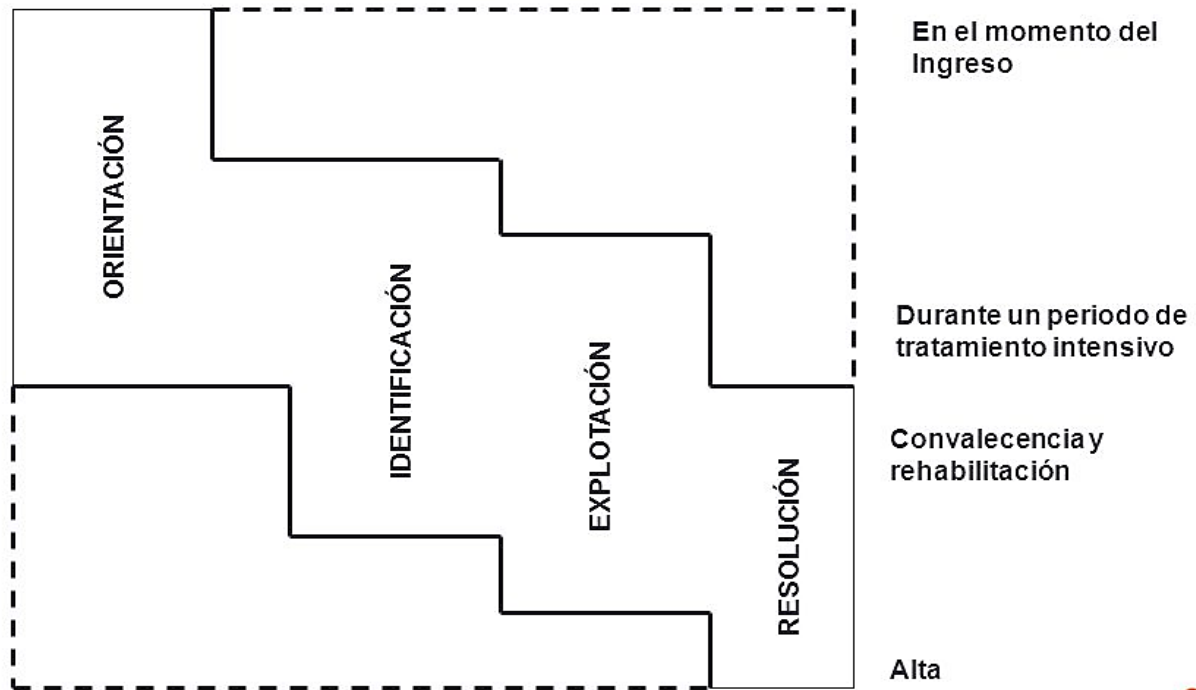 En el momento del
Ingreso
ORIENTACIÓN
IDENTIFICACIÓN
EXPLOTACIÓN
RESOLUCIÓN
Durante un periodo de
tratamiento intensivo
Convalecencia y
rehabilitación
Alta